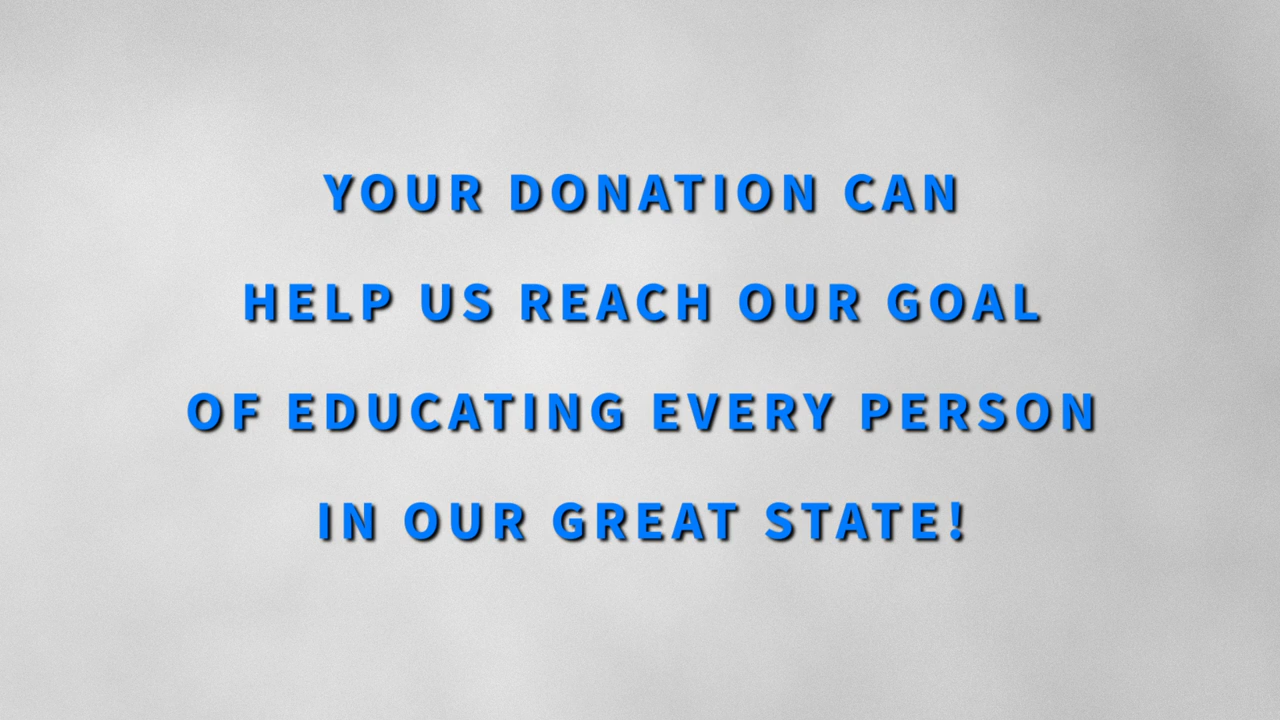 YOUR DONATION CAN
HELP US REACH OUR GOAL
OF EDUCATING EVERY PERSON
IN OUR GREAT STATE!